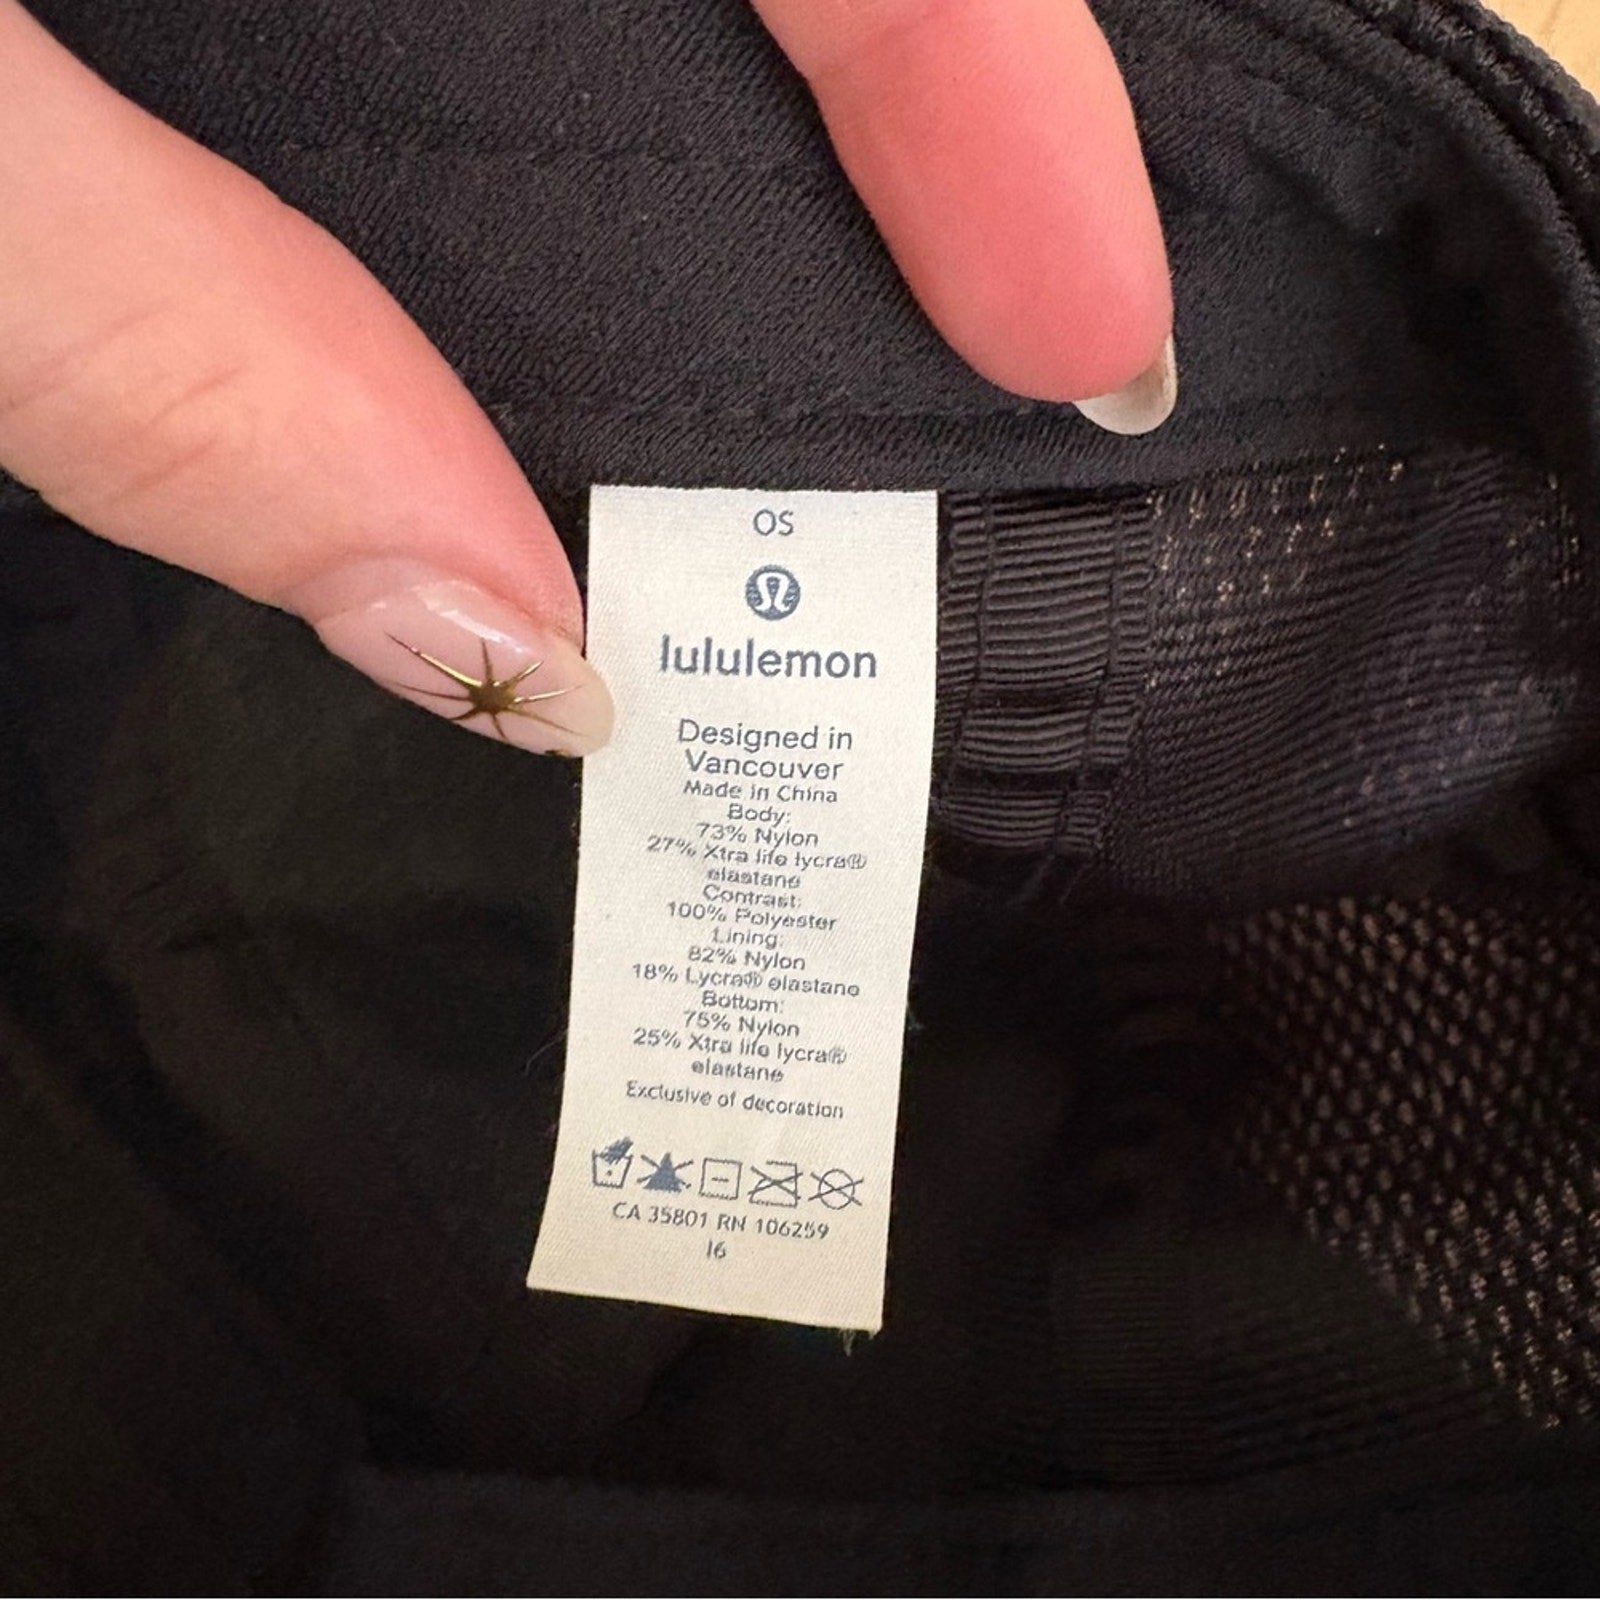 OS
lululemon
Designed in
Vancouver
Made in China
Body:
73% Nylon
27% Xtra life lycra®
elastane
Contrast:
100% Polyester
Lining:
82% Nylon
18% Lycra® elastane
Bottom:
75% Nylon
25% Xtra life lycra®
elastane
Exclusive of decoration
CA 35801 RN 106259
16